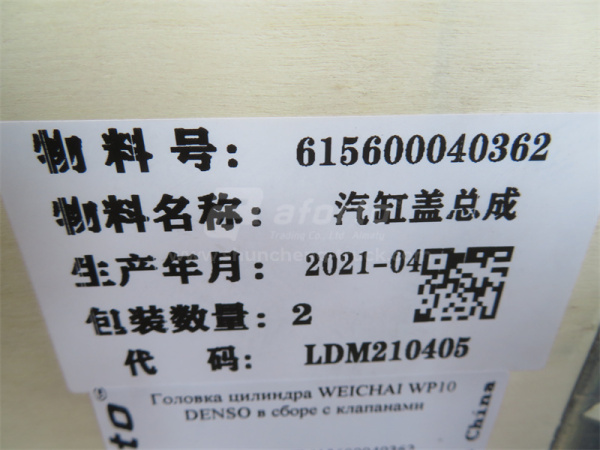 物料号: 615600040362
物料名称: 汽缸盖总成
生产年月: 2021-04
包装数量: 2
代 码: LDM210405
Головка цилиндра WEICHAI WP10
DENSO в сборе с клапанами
China